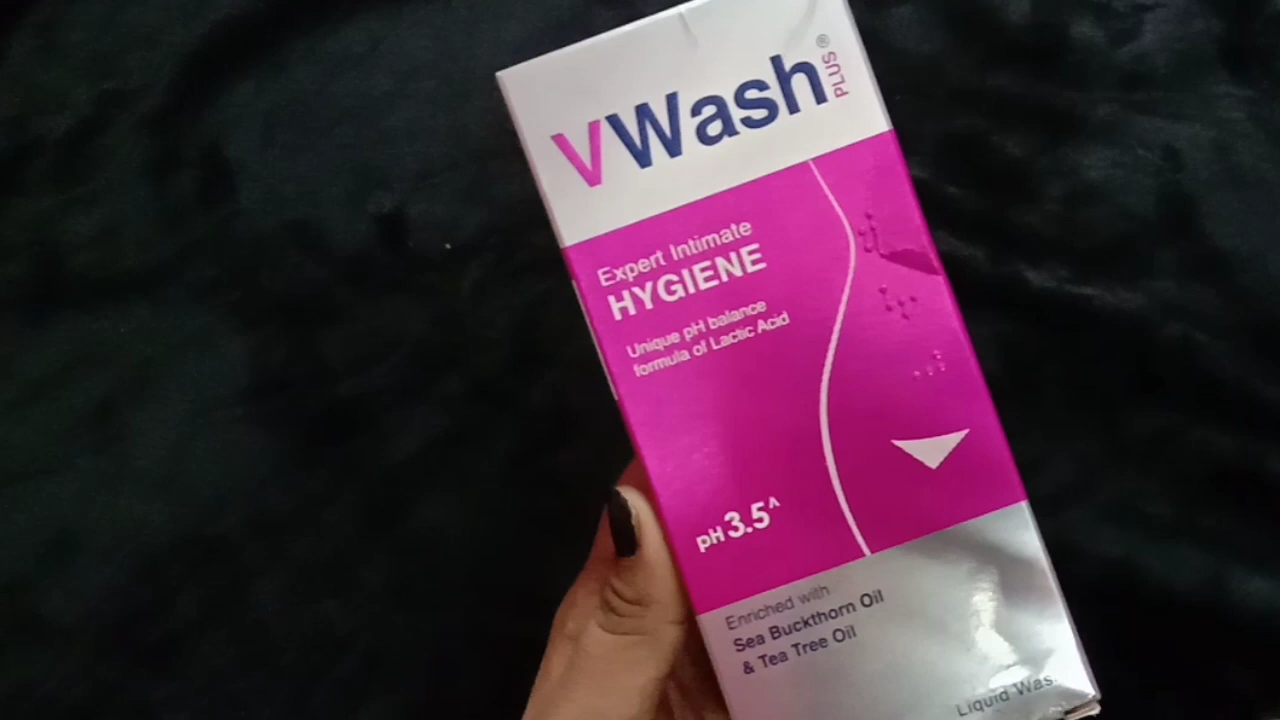 VWash PLUS®
Expert Intimate
HYGIENE
Unique pH balance
formula of Lactic Acid
pH 3.5^
Enriched with
Sea Buckthorn Oil
& Tea Tree Oil
Liquid